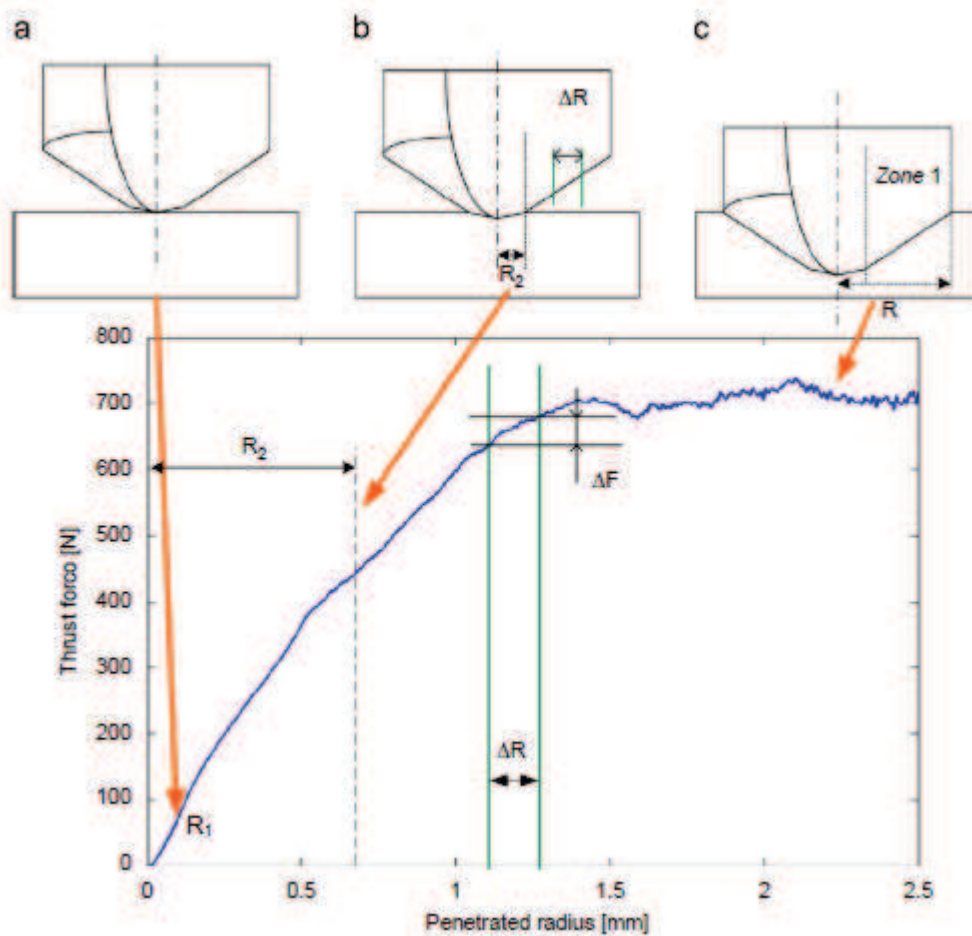 a
b
c
ΔR
Zone 1
R₂
R
800
700
600
500
400
300
200
100
0
Thrust forco [N]
R₂
ΔF
ΔR
R₁
0
0.5
1
1.5
2
2.5
Penetrated radius [mm]